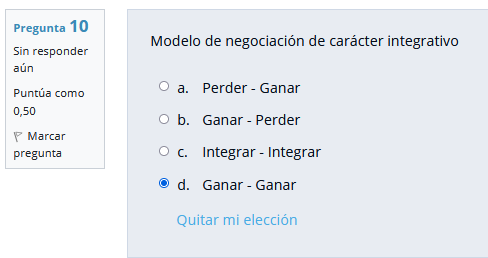 Pregunta 10
Sin responder
aún
Puntúa como
0,50
Marcar
pregunta
Modelo de negociación de carácter integrativo
a. Perder - Ganar
b. Ganar - Perder
c. Integrar - Integrar
d. Ganar - Ganar
Quitar mi elección